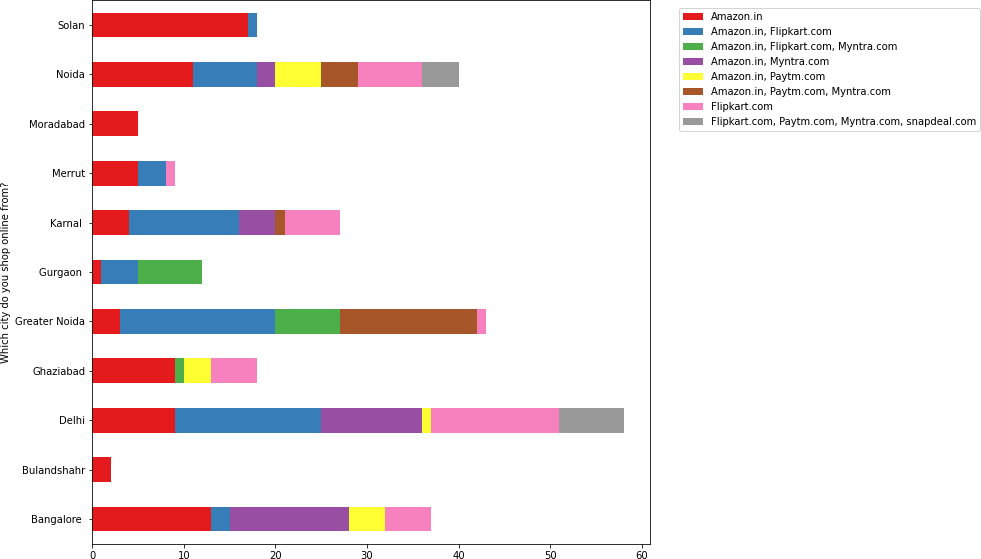 Which city do you shop online from?
Solan
Noida
Moradabad
Merrut
Karnal
Gurgaon
Greater Noida
Ghaziabad
Delhi
Bulandshahr
Bangalore
0 10 20 30 40 50 60
Amazon.in
Amazon.in, Flipkart.com
Amazon.in, Flipkart.com, Myntra.com
Amazon.in, Myntra.com
Amazon.in, Paytm.com
Amazon.in, Paytm.com, Myntra.com
Flipkart.com
Flipkart.com, Paytm.com, Myntra.com, snapdeal.com